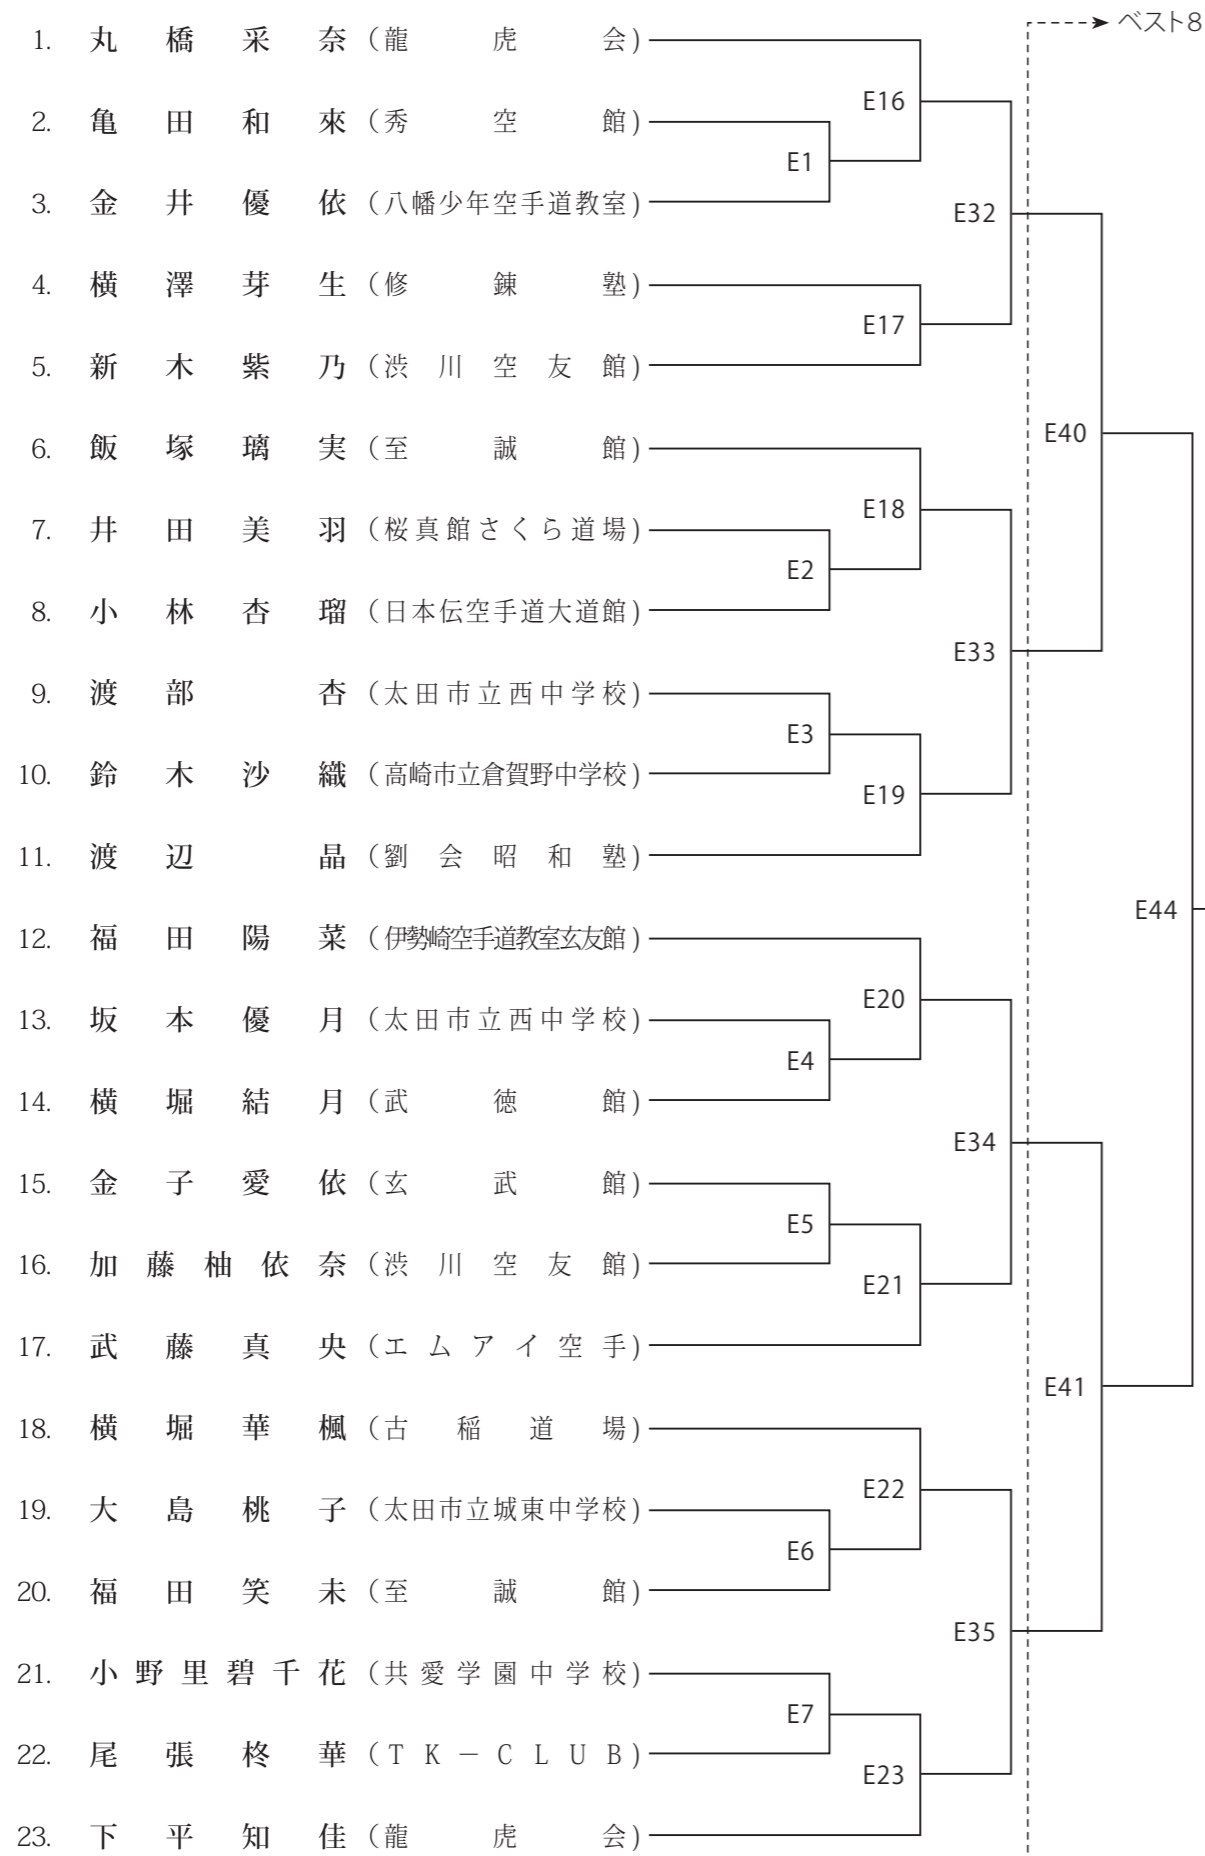 ベスト8
1. 丸橋采奈（龍虎会）
E16
2. 亀田和來（秀空館）
E1
3. 金井優依（八幡少年空手道教室）
E32
4. 横澤芽生（修錬塾）
E17
5. 新木紫乃（渋川空友館）
E40
6. 飯塚璃実（至誠館）
E18
7. 井田美羽（桜真館さくら道場）
E2
8. 小林杏瑠（日本伝空手道大道館）
E33
9. 渡部杏（太田市立西中学校）
E3
10. 鈴木沙織（高崎市立倉賀野中学校）
E19
11. 渡辺晶（劉会昭和塾）
E44
12. 福田陽菜（伊勢崎空手道教室玄友館）
E20
13. 坂本優月（太田市立西中学校）
E4
14. 横堀結月（武徳館）
E34
15. 金子愛依（玄武館）
E5
16. 加藤柚依奈（渋川空友館）
E21
17. 武藤真央（エムアイ空手）
E41
18. 横堀華楓（古稲道場）
E22
19. 大島桃子（太田市立城東中学校）
E6
20. 福田笑未（至誠館）
E35
21. 小野里碧千花（共愛学園中学校）
E7
22. 尾張柊華（TK－CLUB）
E23
23. 下平知佳（龍虎会）